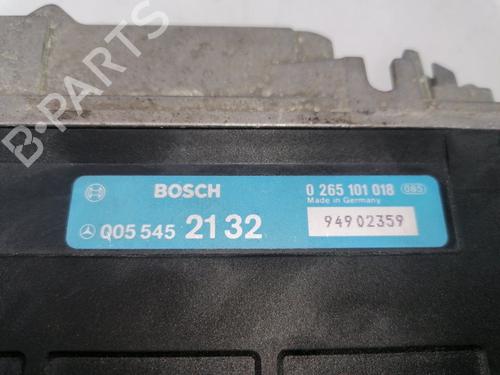 B-PARTS
BOSCH
0 265 101 018 085
Made in Germany
005 545 21 32
94902359